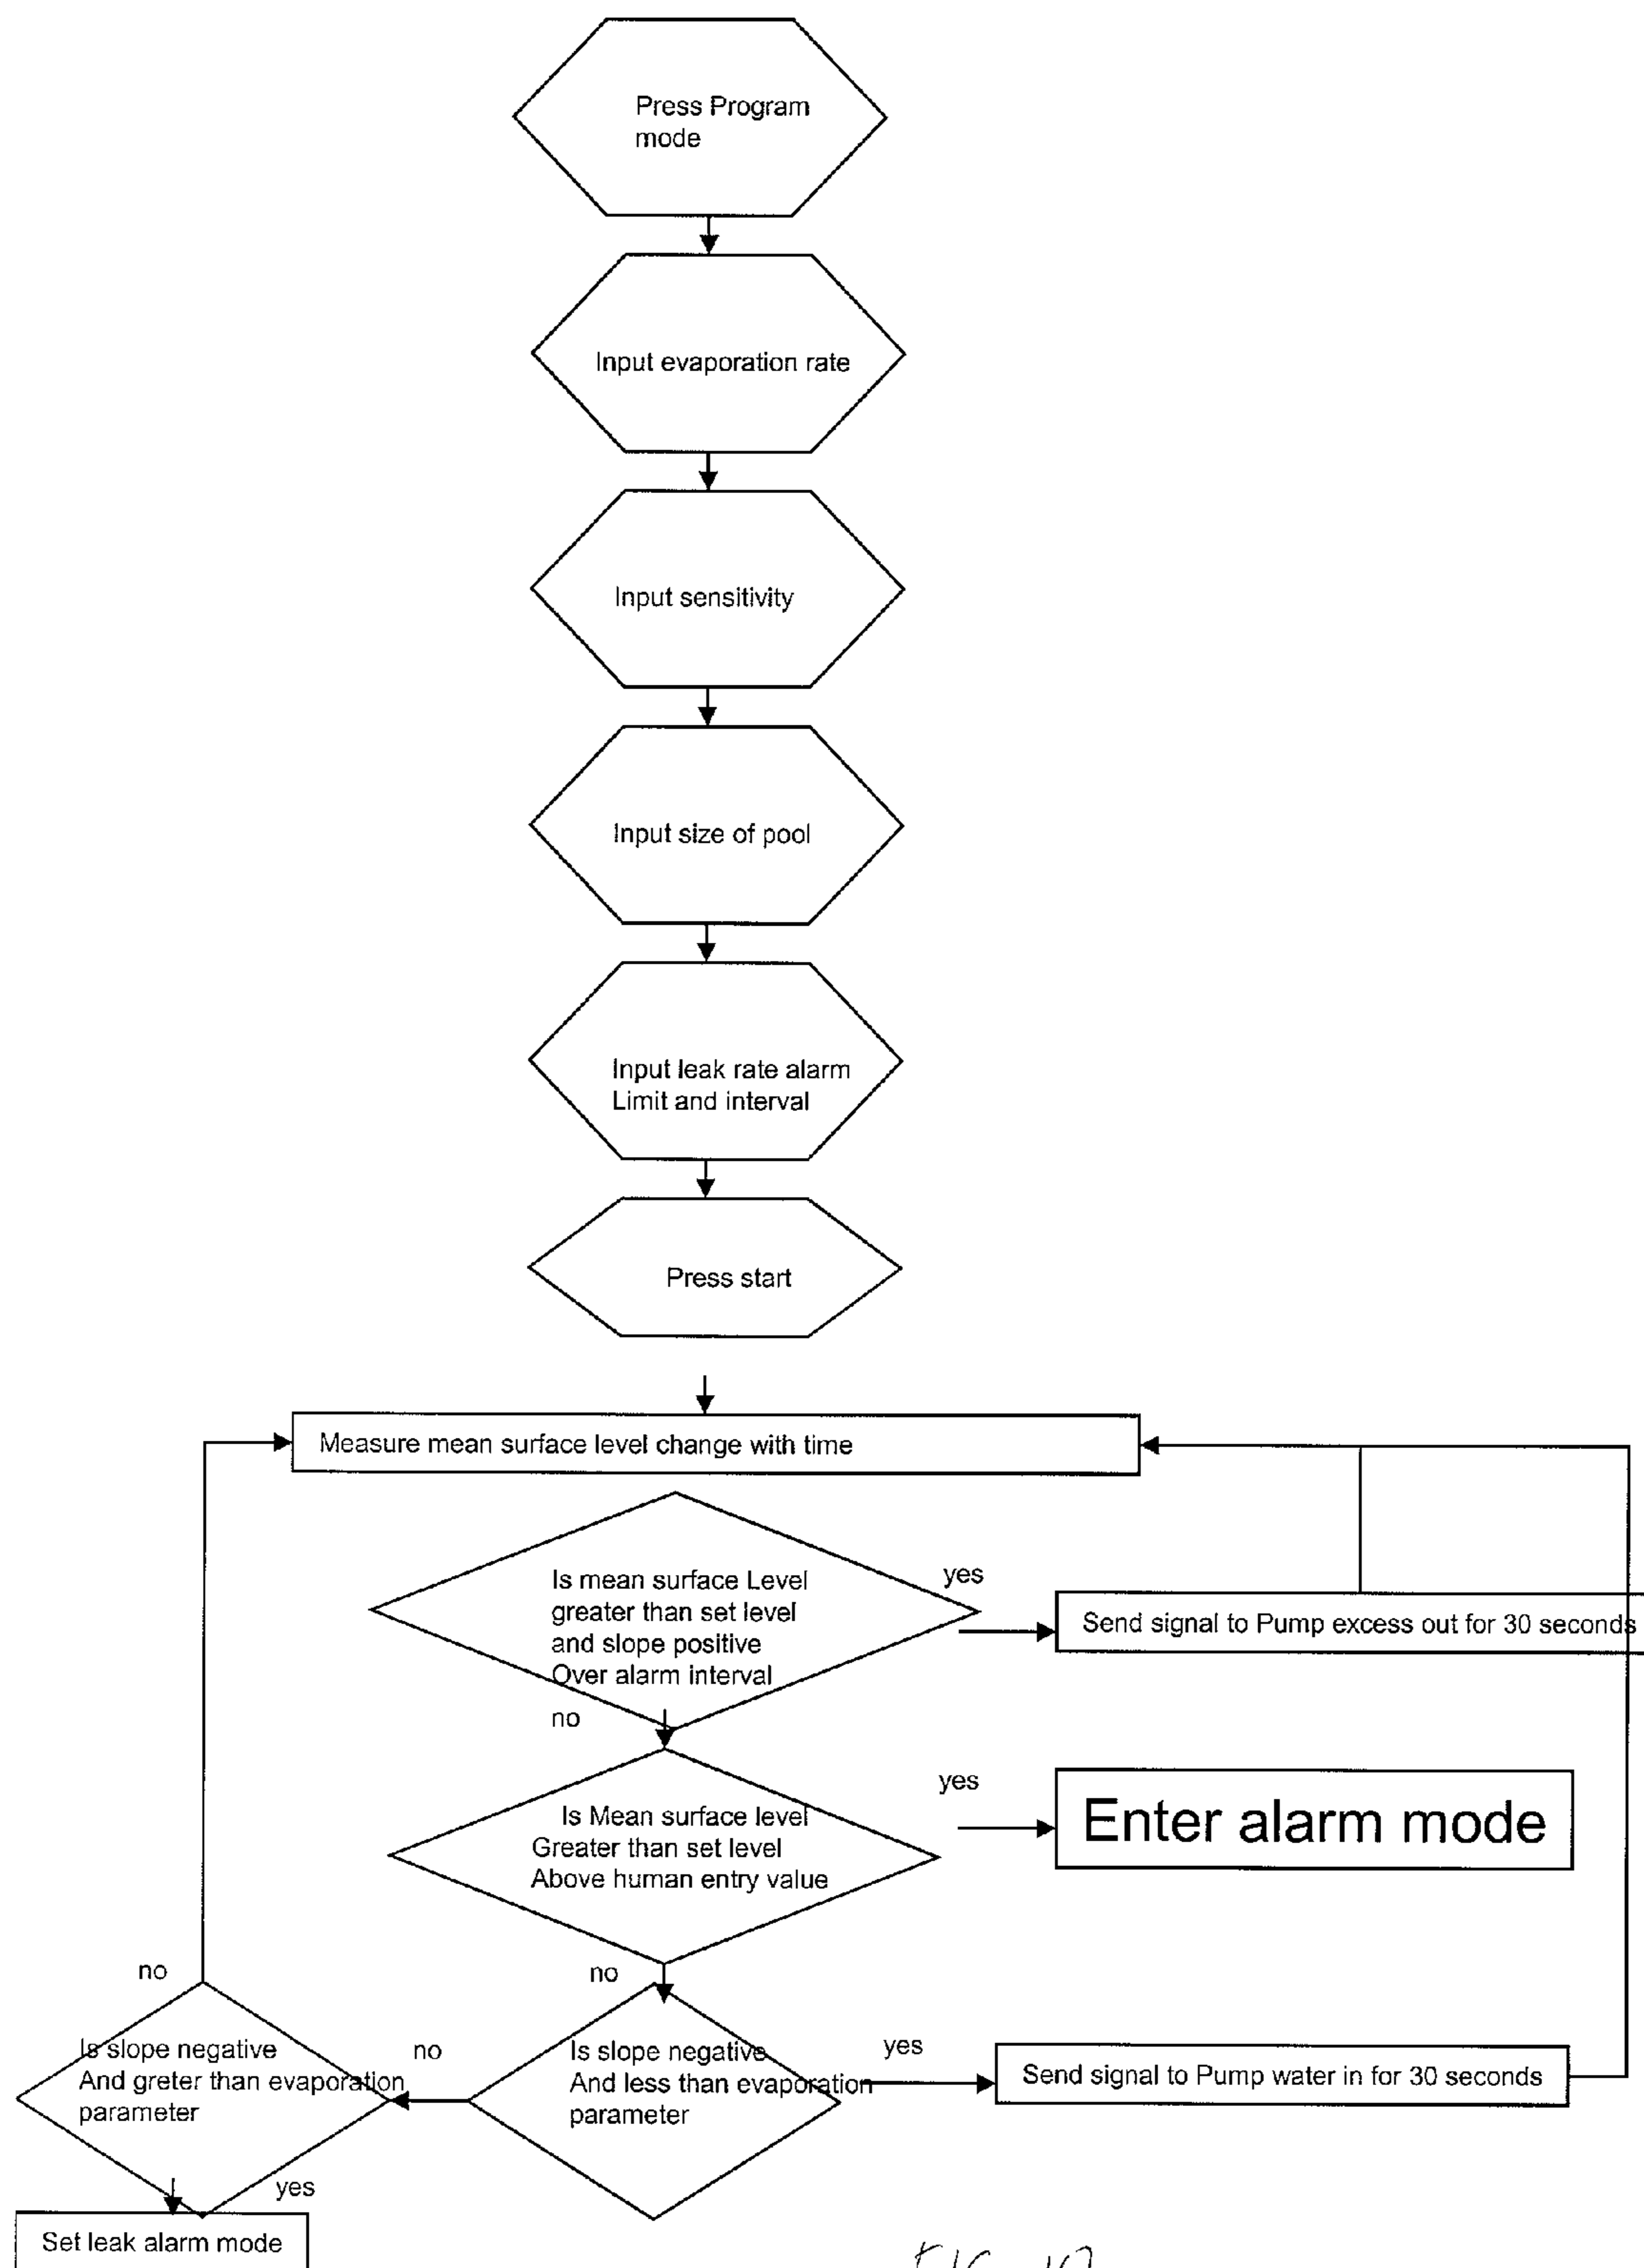 Press Program
mode
Input evaporation rate
Input sensitivity
Input size of pool
Input leak rate alarm
Limit and interval
Press start
Measure mean surface level change with time
Is mean surface Level
greater than set level
and slope positive
Over alarm interval
yes
Send signal to Pump excess out for 30 seconds
no
Is Mean surface level
Greater than set level
Above human entry value
yes
Enter alarm mode
no
Is slope negative
And less than evaporation
parameter
yes
Send signal to Pump water in for 30 seconds
no
Is slope negative
And greter than evaporation
parameter
no
yes
Set leak alarm mode
FIG. 10